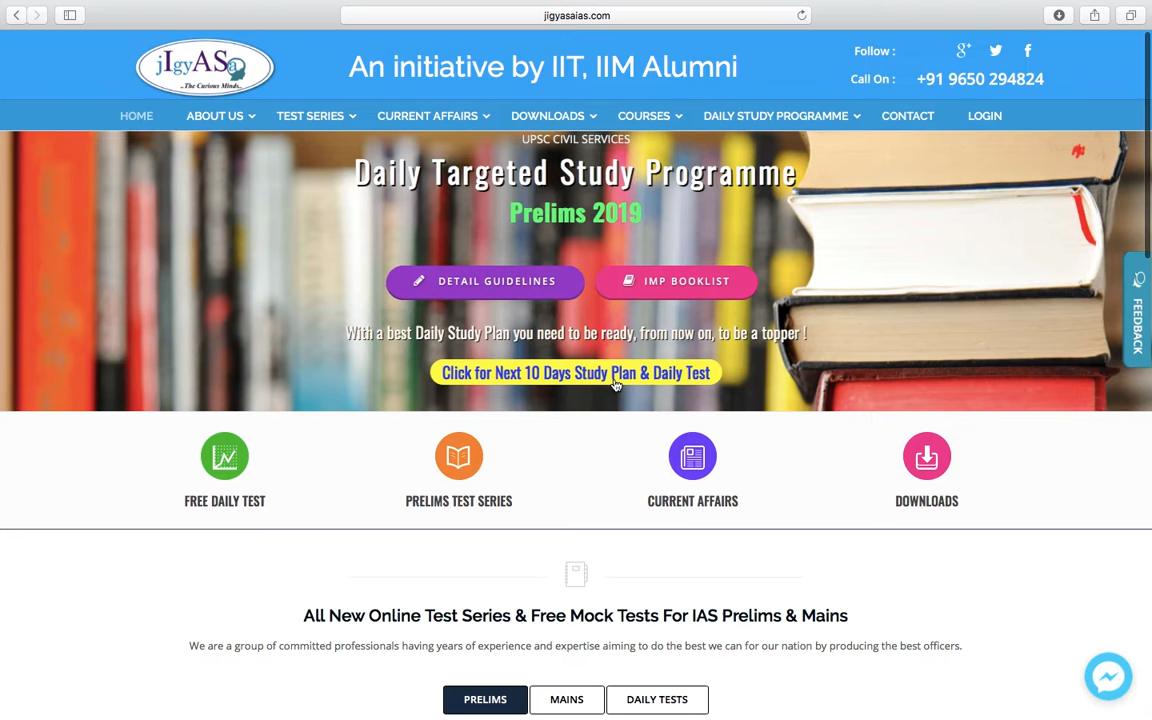 jigyasaias.com
jIgyASa
..The Curious Minds..
An initiative by IIT, IIM Alumni
Follow :
Call On : +91 9650 294824
HOME ABOUT US TEST SERIES CURRENT AFFAIRS DOWNLOADS COURSES DAILY STUDY PROGRAMME CONTACT LOGIN
UPSC CIVIL SERVICES
Daily Targeted Study Programme
Prelims 2019
DETAIL GUIDELINES IMP BOOKLIST
With a best Daily Study Plan you need to be ready, from now on, to be a topper !
Click for Next 10 Days Study Plan & Daily Test
FEEDBACK
FREE DAILY TEST PRELIMS TEST SERIES CURRENT AFFAIRS DOWNLOADS
All New Online Test Series & Free Mock Tests For IAS Prelims & Mains
We are a group of committed professionals having years of experience and expertise aiming to do the best we can for our nation by producing the best officers.
PRELIMS MAINS DAILY TESTS